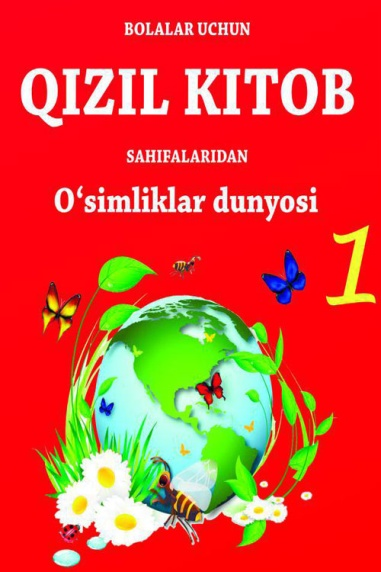 BOLALAR UCHUN
QIZIL KITOB
SAHIFALARIDAN
O‘simliklar dunyosi
1